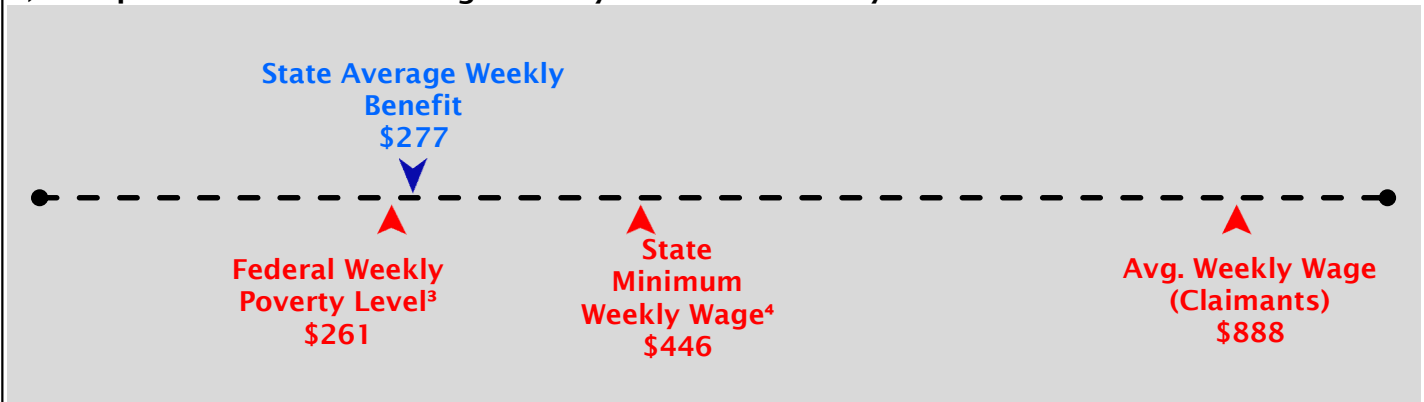 State Average Weekly
Benefit
$277
Federal Weekly
Poverty Level³
$261
State
Minimum
Weekly Wage⁴
$446
Avg. Weekly Wage
(Claimants)
$888